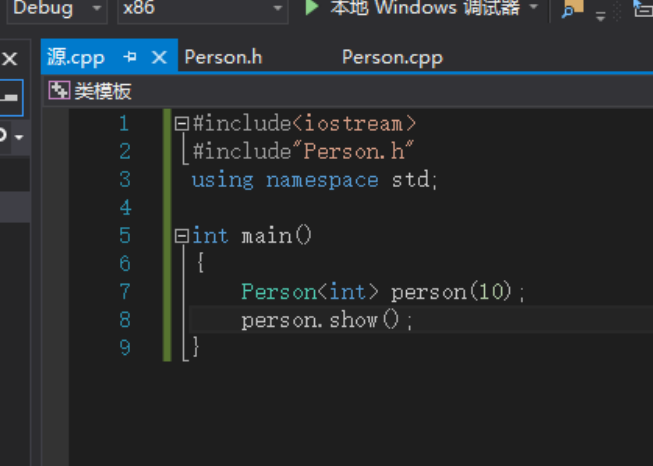 Debug x86 本地 Windows 调试器
源.cpp Person.h Person.cpp
类模板
1 #include<iostream>
2 #include"Person.h"
3 using namespace std;
4
5 int main()
6 {
7 Person<int> person(10);
8 person.show();
9 }